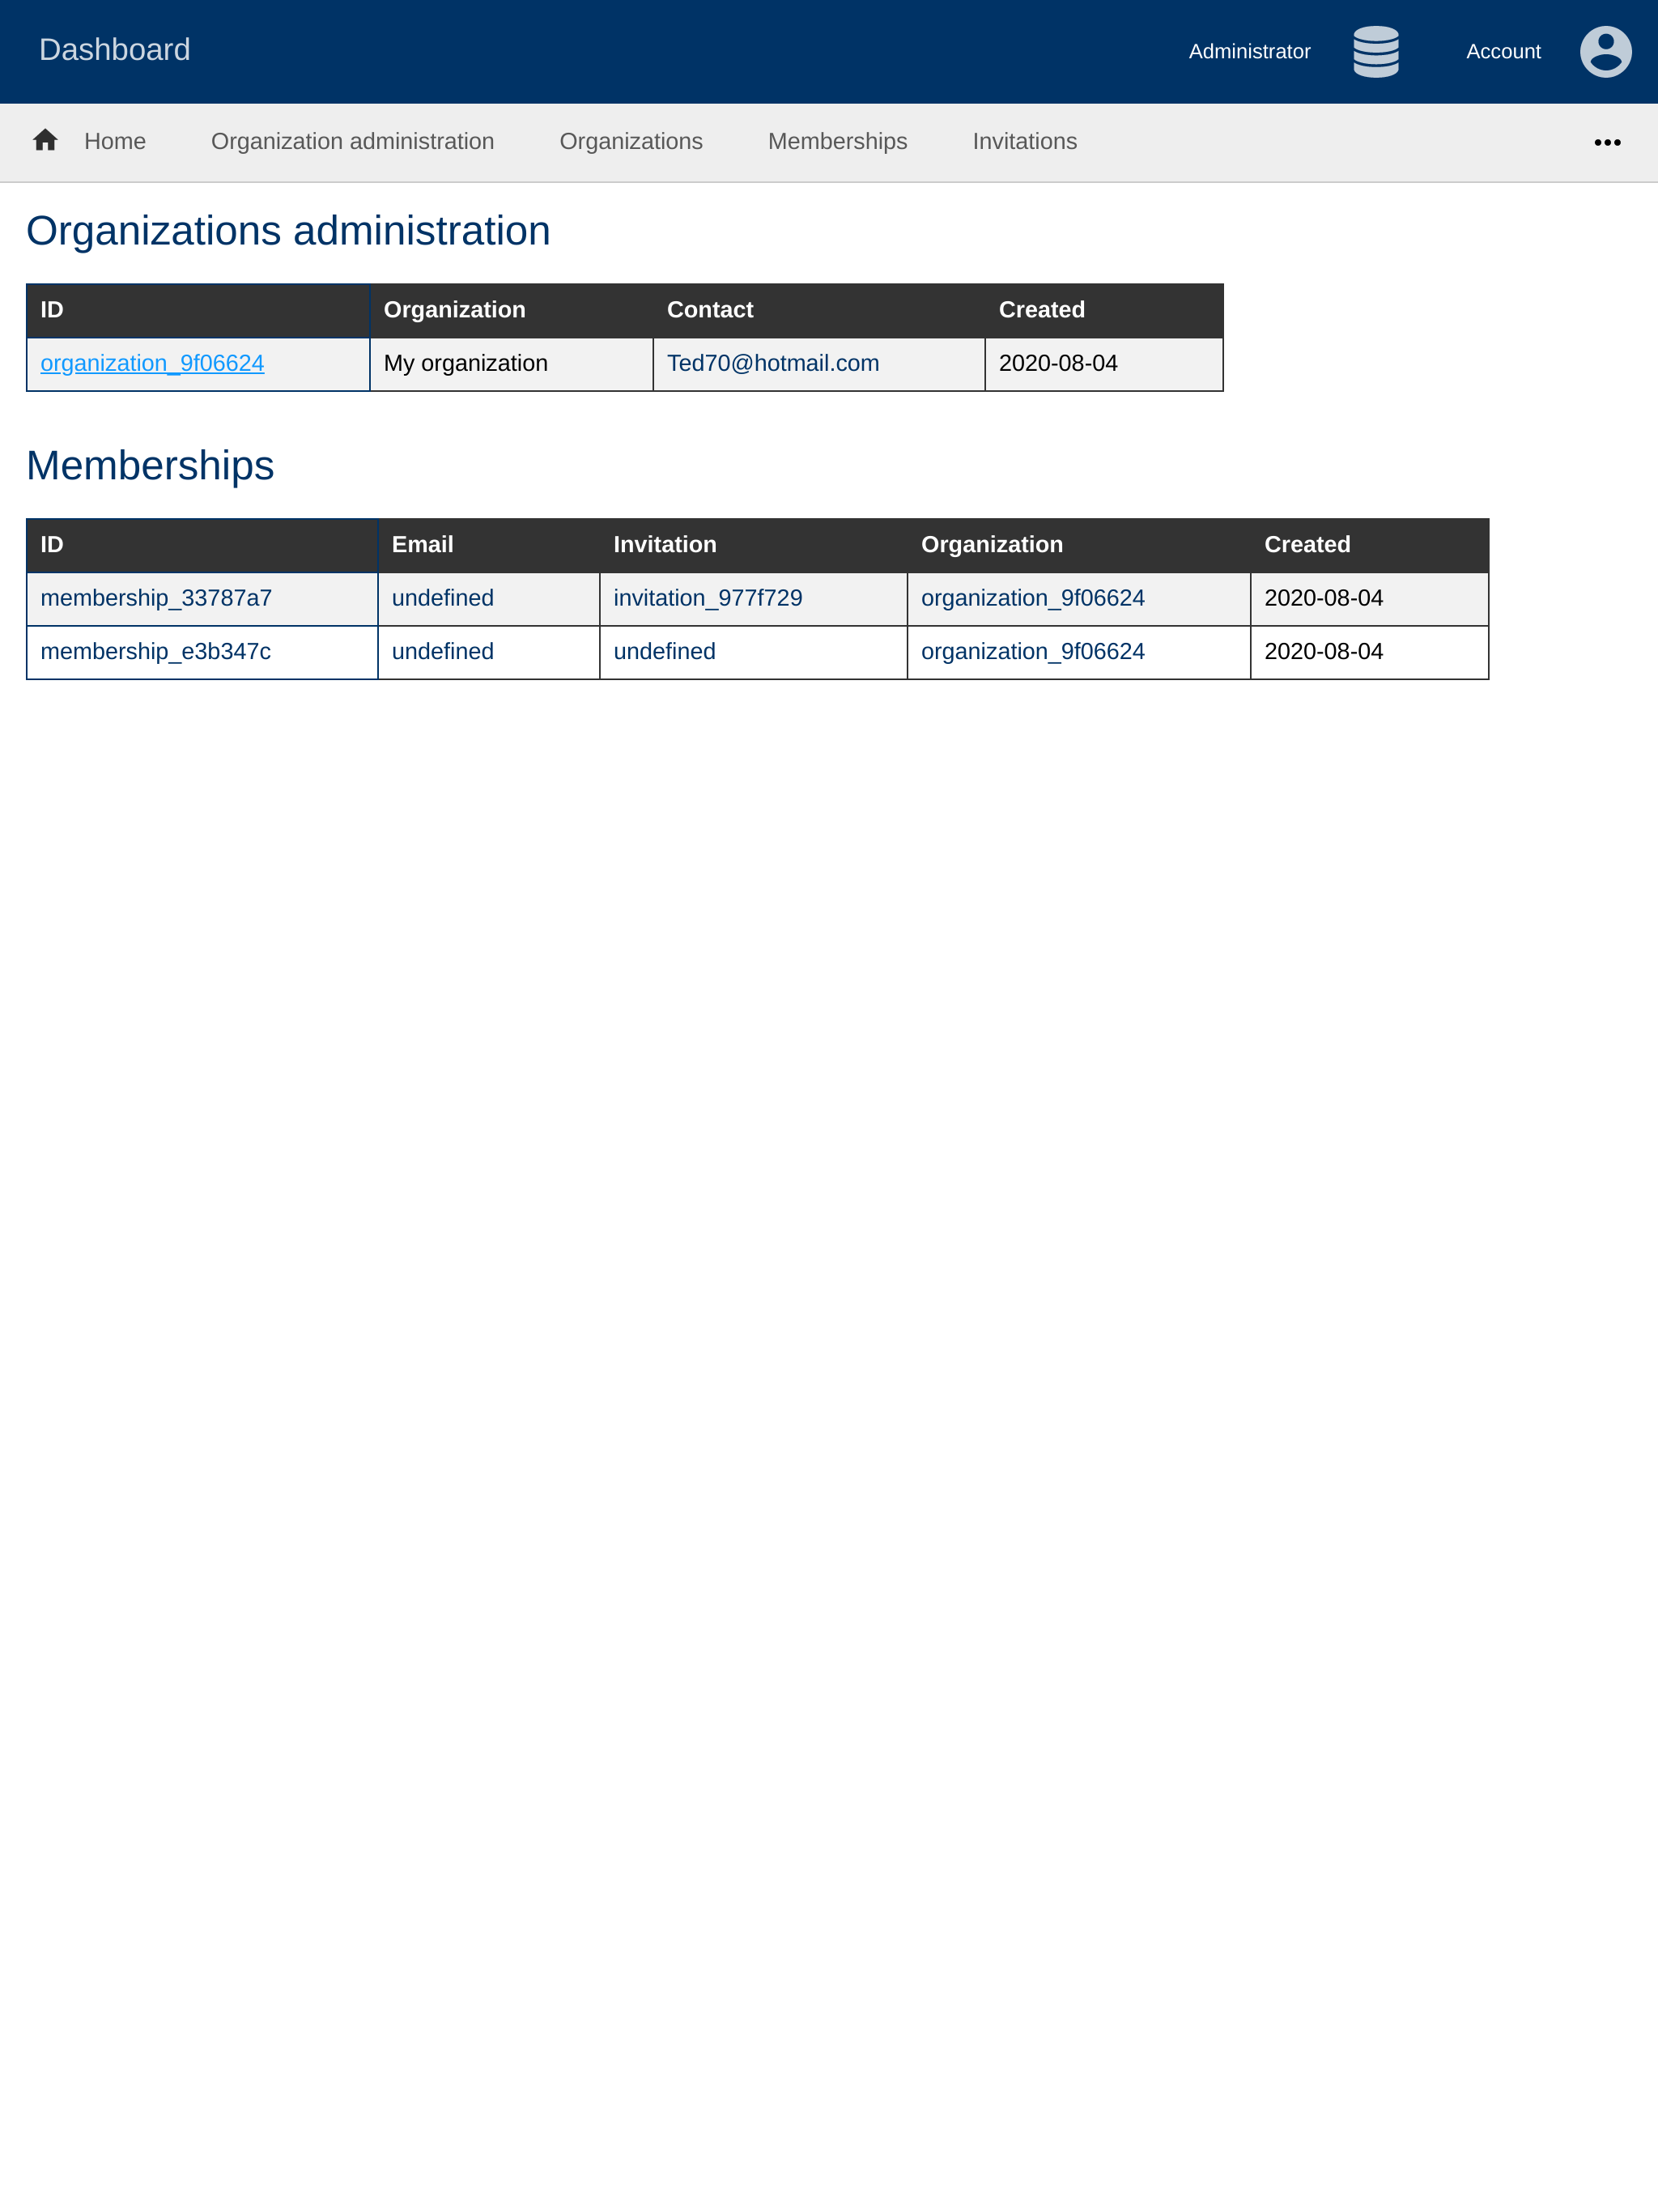 Dashboard Administrator Account
Home Organization administration Organizations Memberships Invitations
Organizations administration
ID Organization Contact Created
organization_9f06624 My organization Ted70@hotmail.com 2020-08-04
Memberships
ID Email Invitation Organization Created
membership_33787a7 undefined invitation_977f729 organization_9f06624 2020-08-04
membership_e3b347c undefined undefined organization_9f06624 2020-08-04